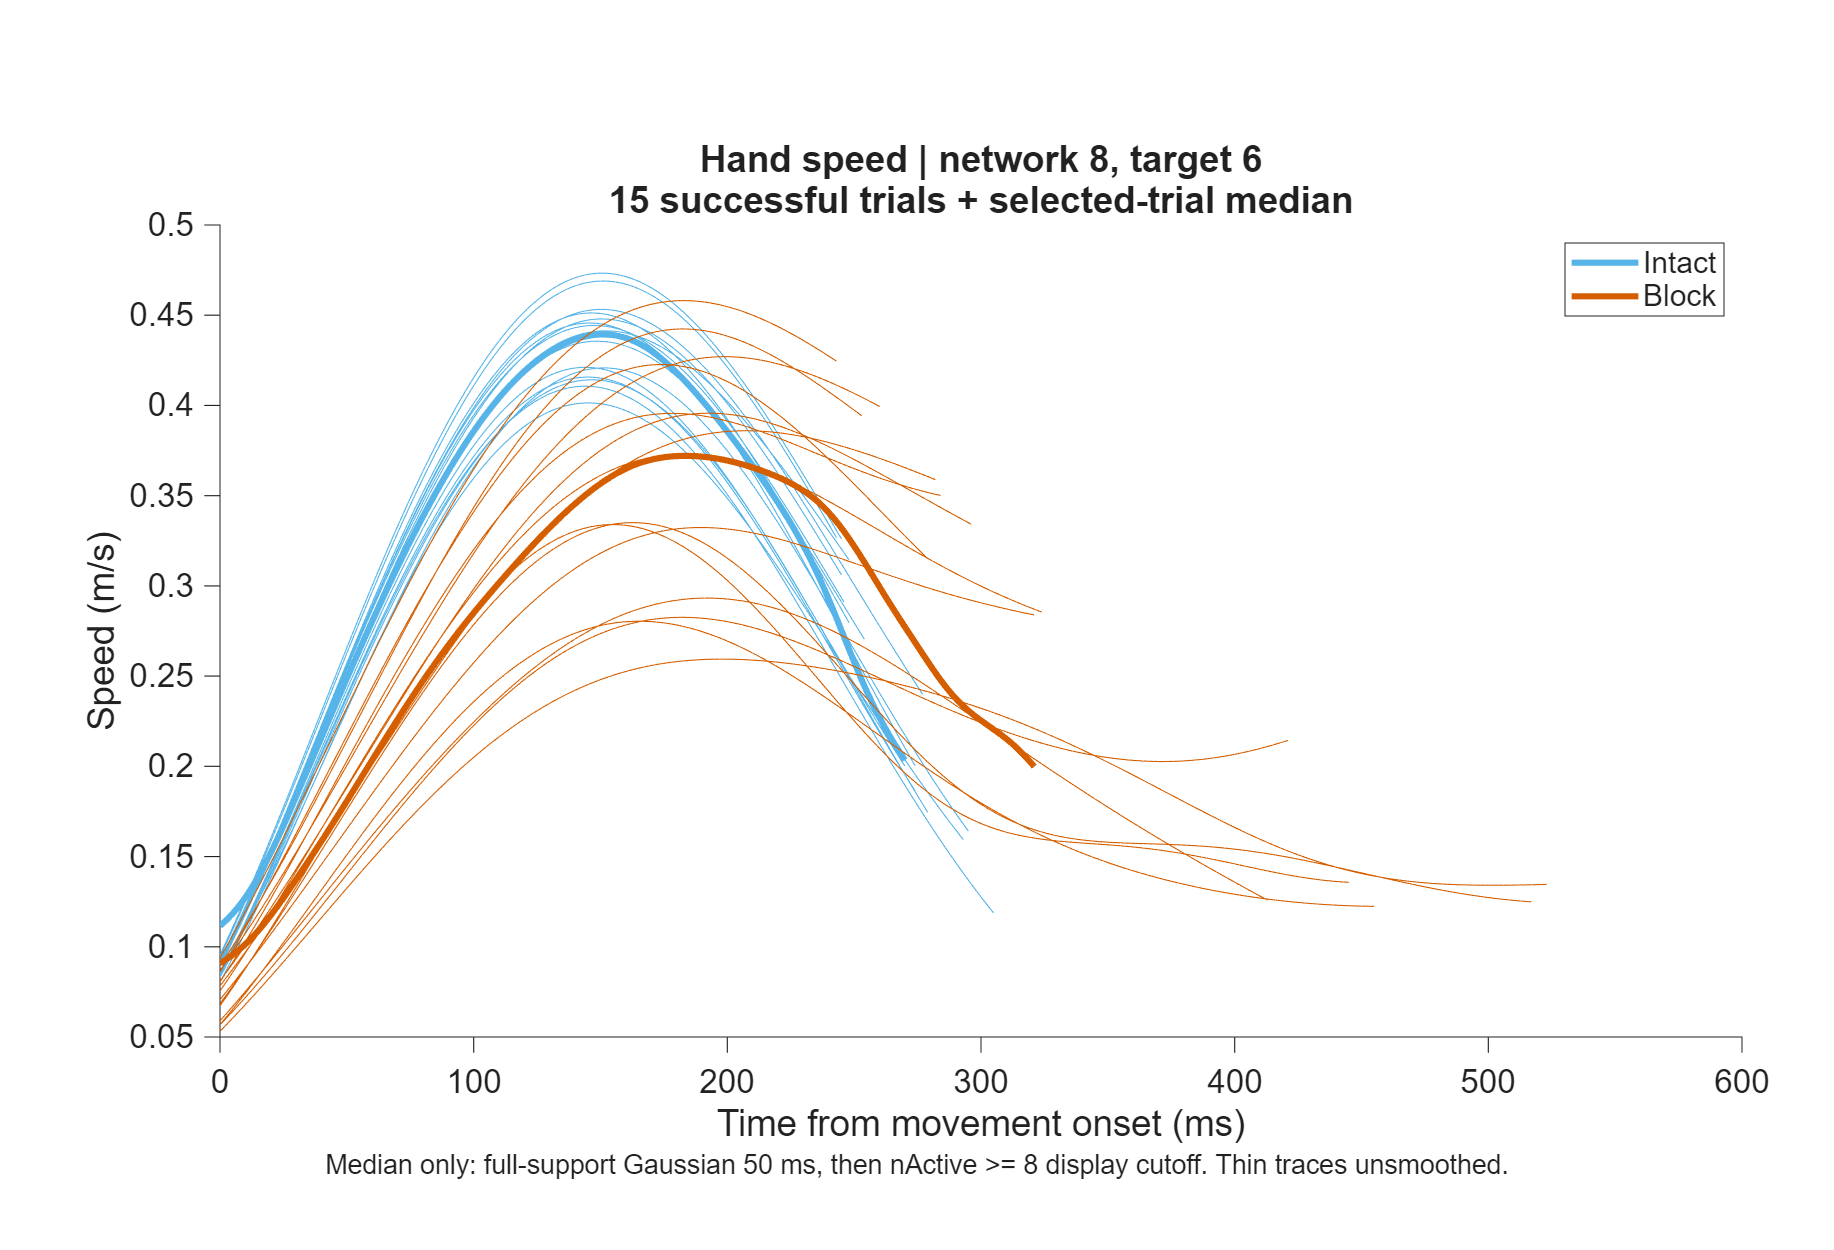 Hand speed | network 8, target 6
15 successful trials + selected-trial median
0.5
0.45
0.4
0.35
0.3
0.25
0.2
0.15
0.1
0.05
Speed (m/s)
Intact
Block
0 100 200 300 400 500 600
Time from movement onset (ms)
Median only: full-support Gaussian 50 ms, then nActive >= 8 display cutoff. Thin traces unsmoothed.